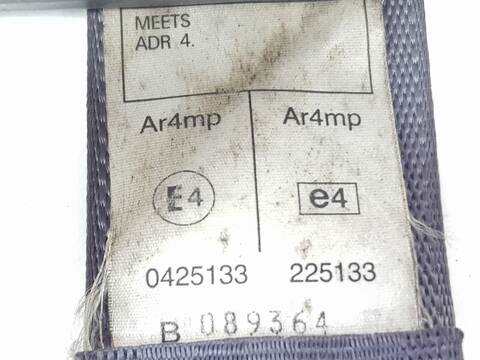 MEETS
ADR 4.
Ar4mp Ar4mp
E4 e4
0425133 225133
B 089364